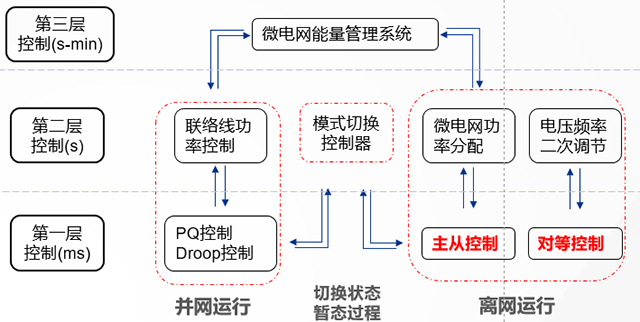 第三层
控制(s-min)
微电网能量管理系统
第二层
控制(s)
联络线功
率控制
模式切换
控制器
微电网功
率分配
电压频率
二次调节
第一层
控制(ms)
PQ控制
Droop控制
主从控制
对等控制
并网运行
切换状态
暂态过程
离网运行